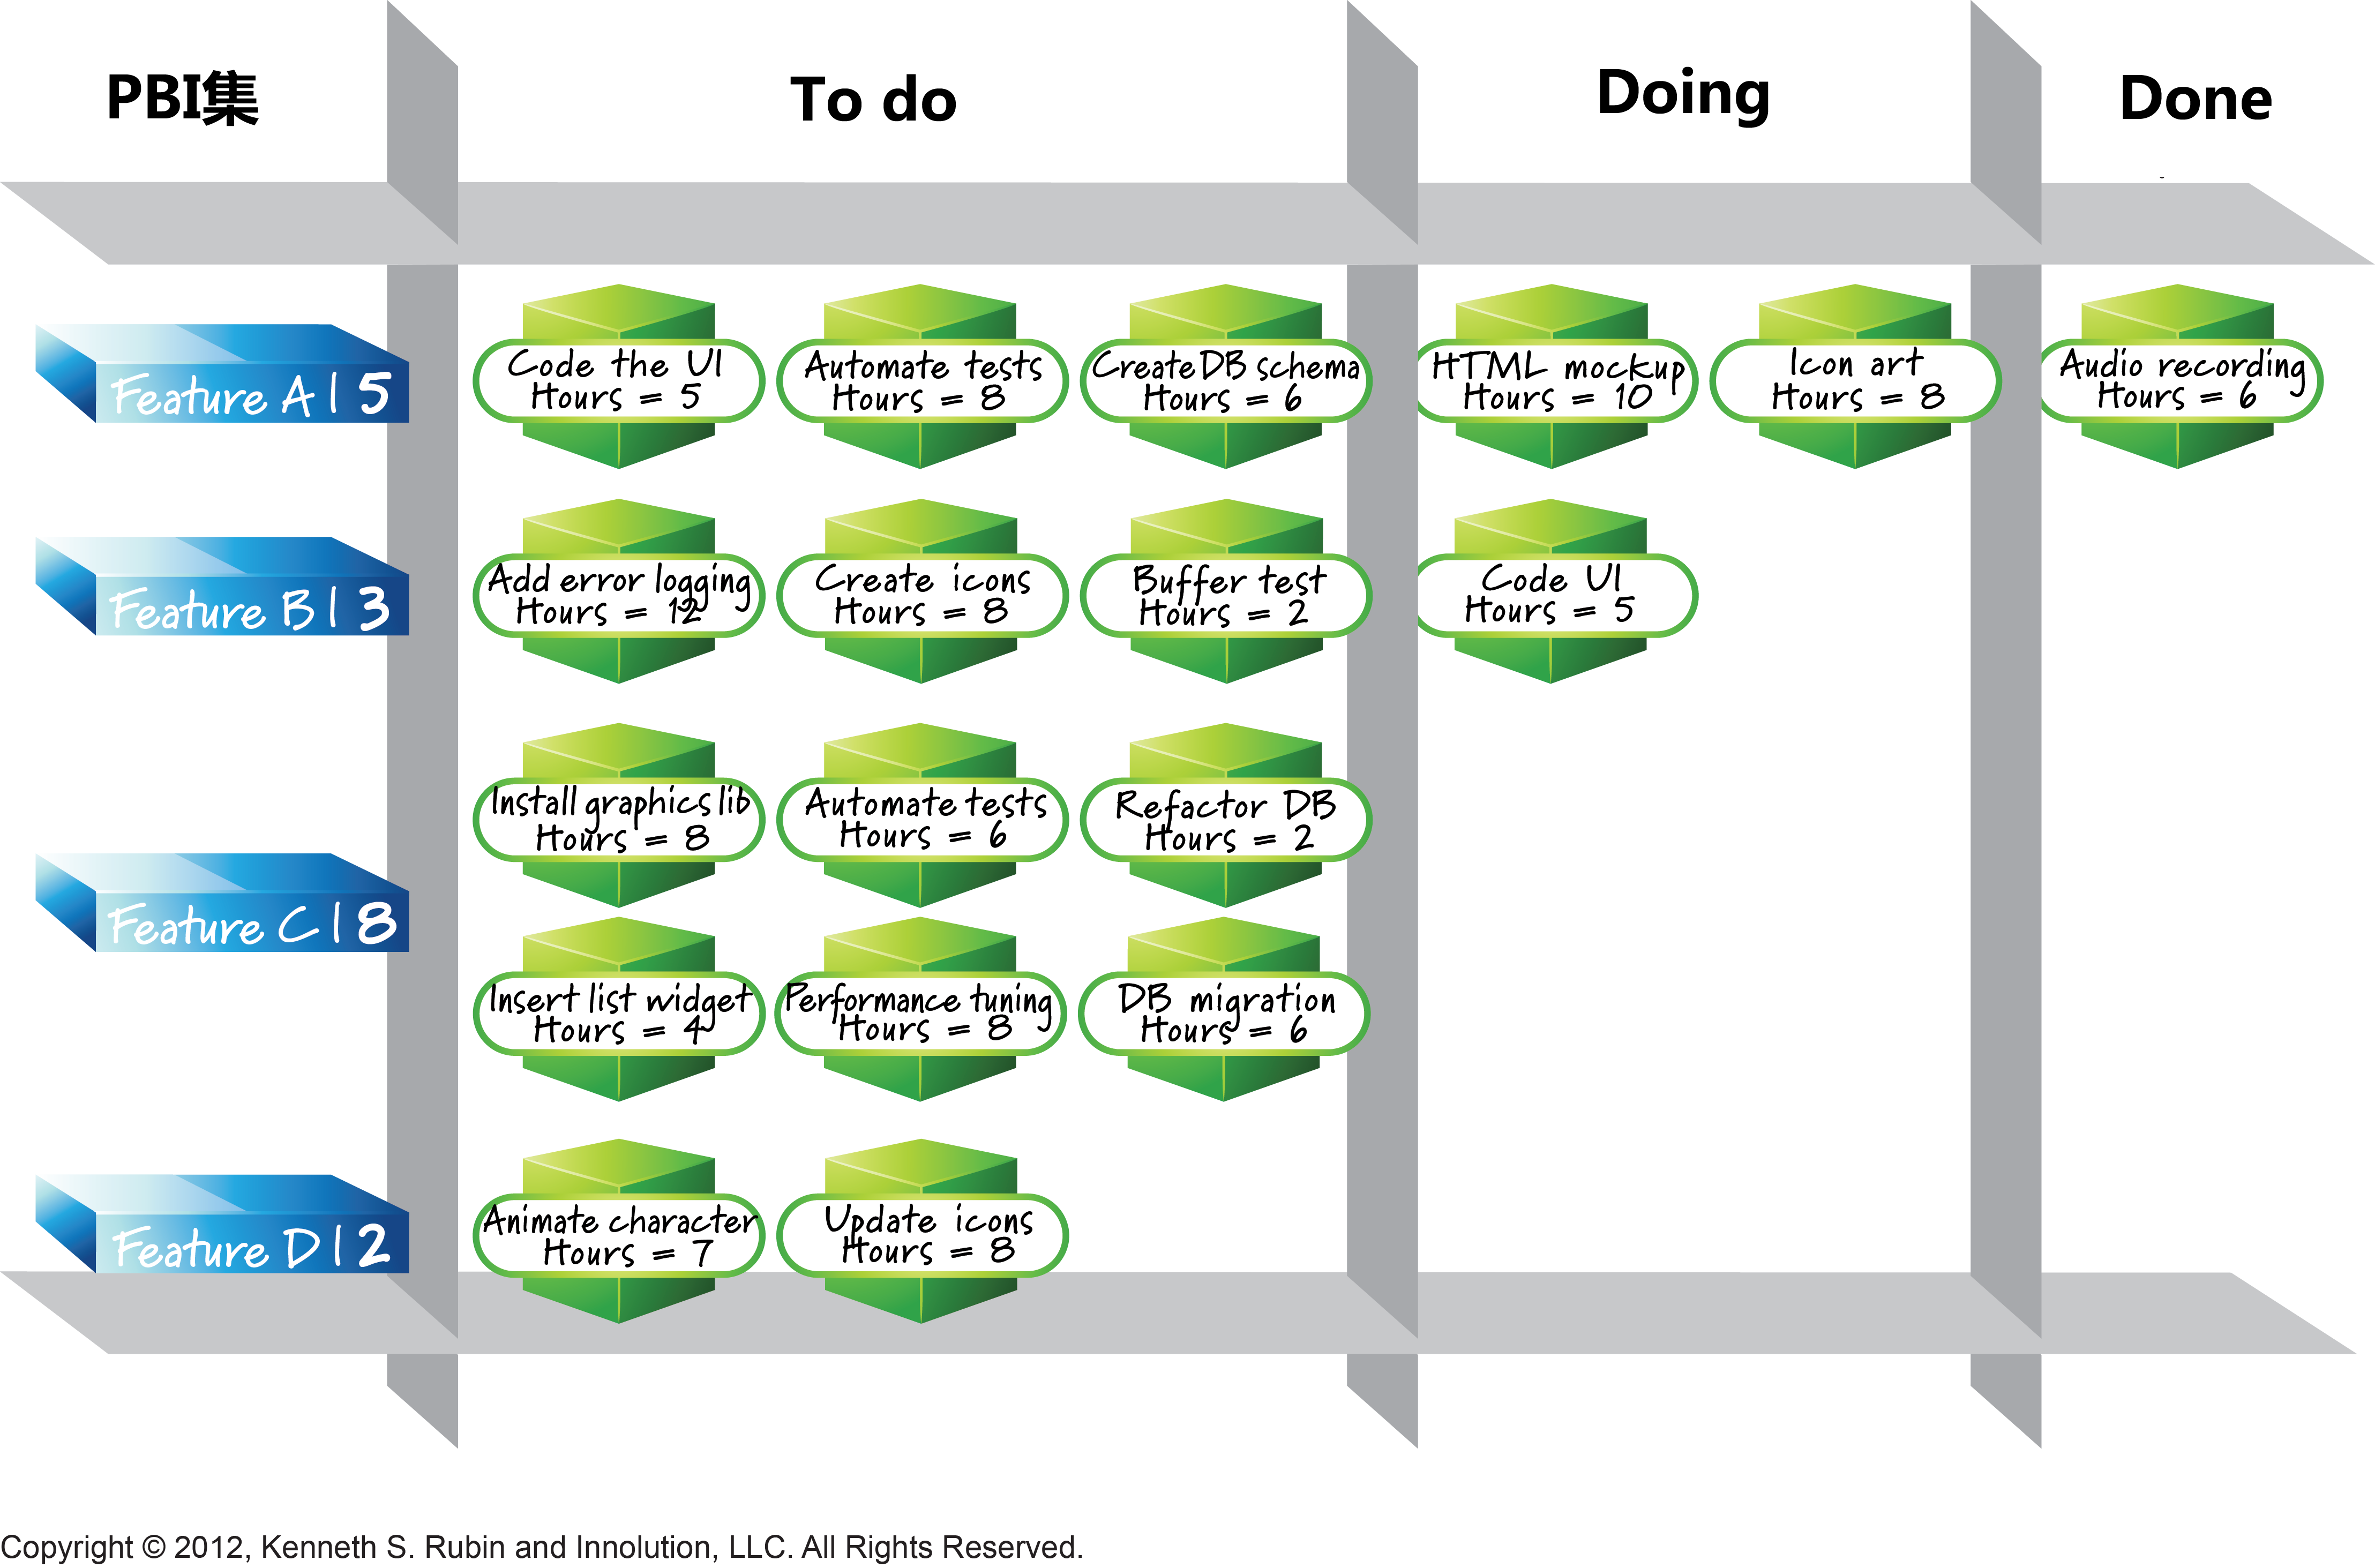 PBI集
To do
Doing
Done
Feature A | 5
Code the UI
Hours = 5
Automate tests
Hours = 8
Create DB schema
Hours = 6
HTML mockup
Hours = 10
Icon art
Hours = 8
Audio recording
Hours = 6
Feature B | 3
Add error logging
Hours = 12
Create icons
Hours = 8
Buffer test
Hours = 2
Code UI
Hours = 5
Feature C | 8
Install graphics lib
Hours = 8
Automate tests
Hours = 6
Refactor DB
Hours = 2
Insert list widget
Hours = 4
Performance tuning
Hours = 8
DB migration
Hours = 6
Feature D | 2
Animate character
Hours = 7
Update icons
Hours = 8
Copyright © 2012, Kenneth S. Rubin and Innolution, LLC. All Rights Reserved.